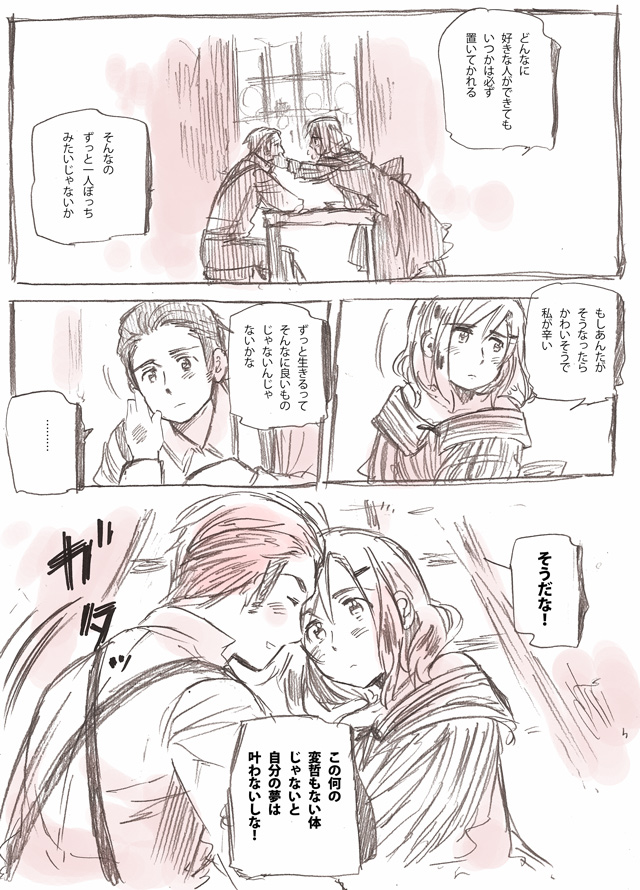 どんなに
好きな人ができても
いつかは必ず
置いてかれる
そんなの
ずっと一人ぼっち
みたいじゃないか
もしあんたが
そうなったら
かわいそうで
私が辛い
ずっと生きるって
そんなに良いもの
じゃないんじゃ
ないかな
………
そうだな！
ガタッ
この何の
変哲もない体
じゃないと
自分の夢は
叶わないしな！